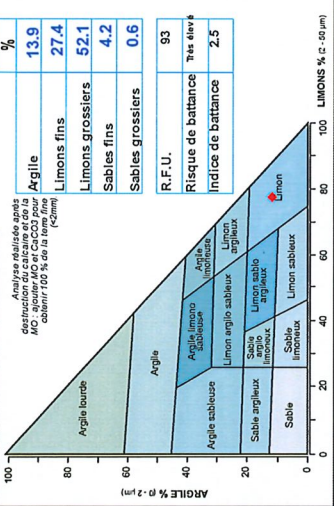 %
Argile 13.9
Limons fins 27.4
Limons grossiers 52.1
Sables fins 4.2
Sables grossiers 0.6
R.F.U. 93
Risque de battance Très élevé
Indice de battance 2.5
Analyse réalisée après
destruction du calcaire et de la
MO : ajouter MO et CaCO3 pour
obtenir 100 % de la terre fine
(<2mm)
ARGILE % (0 - 2 µm)
100
80
60
40
20
0
Argile lourde
Argile
Argile limono sableuse
Argile limoneuse
Argile sableuse
Limon argilo sableux
Limon argileux
Sable argileux
Sable argilo limoneux
Limon sablo argileux
Limon
Sable
Sable limoneux
Limon sableux
0
20
40
60
80
100
LIMONS % (2 - 50 µm)